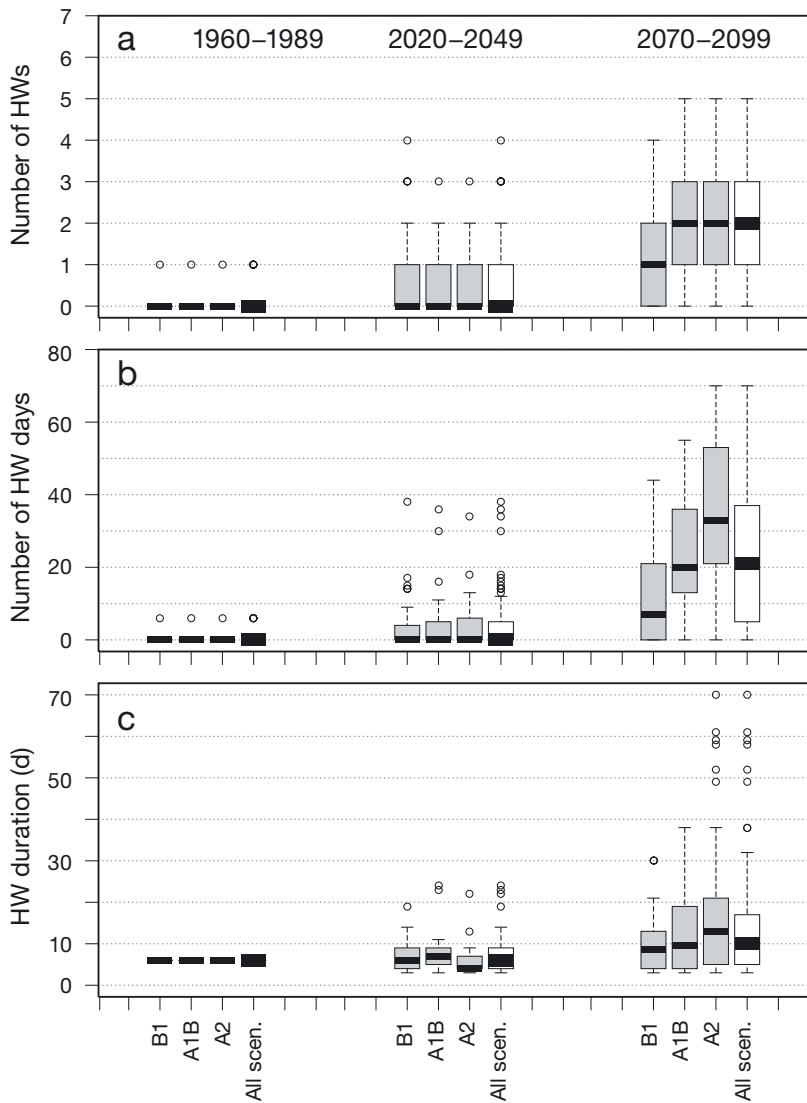 a
1960–1989
2020–2049
2070–2099
Number of HWs
7
6
5
4
3
2
1
0
b
Number of HW days
80
60
40
20
0
c
HW duration (d)
70
50
30
10
0
B1
A1B
A2
All scen.
B1
A1B
A2
All scen.
B1
A1B
A2
All scen.